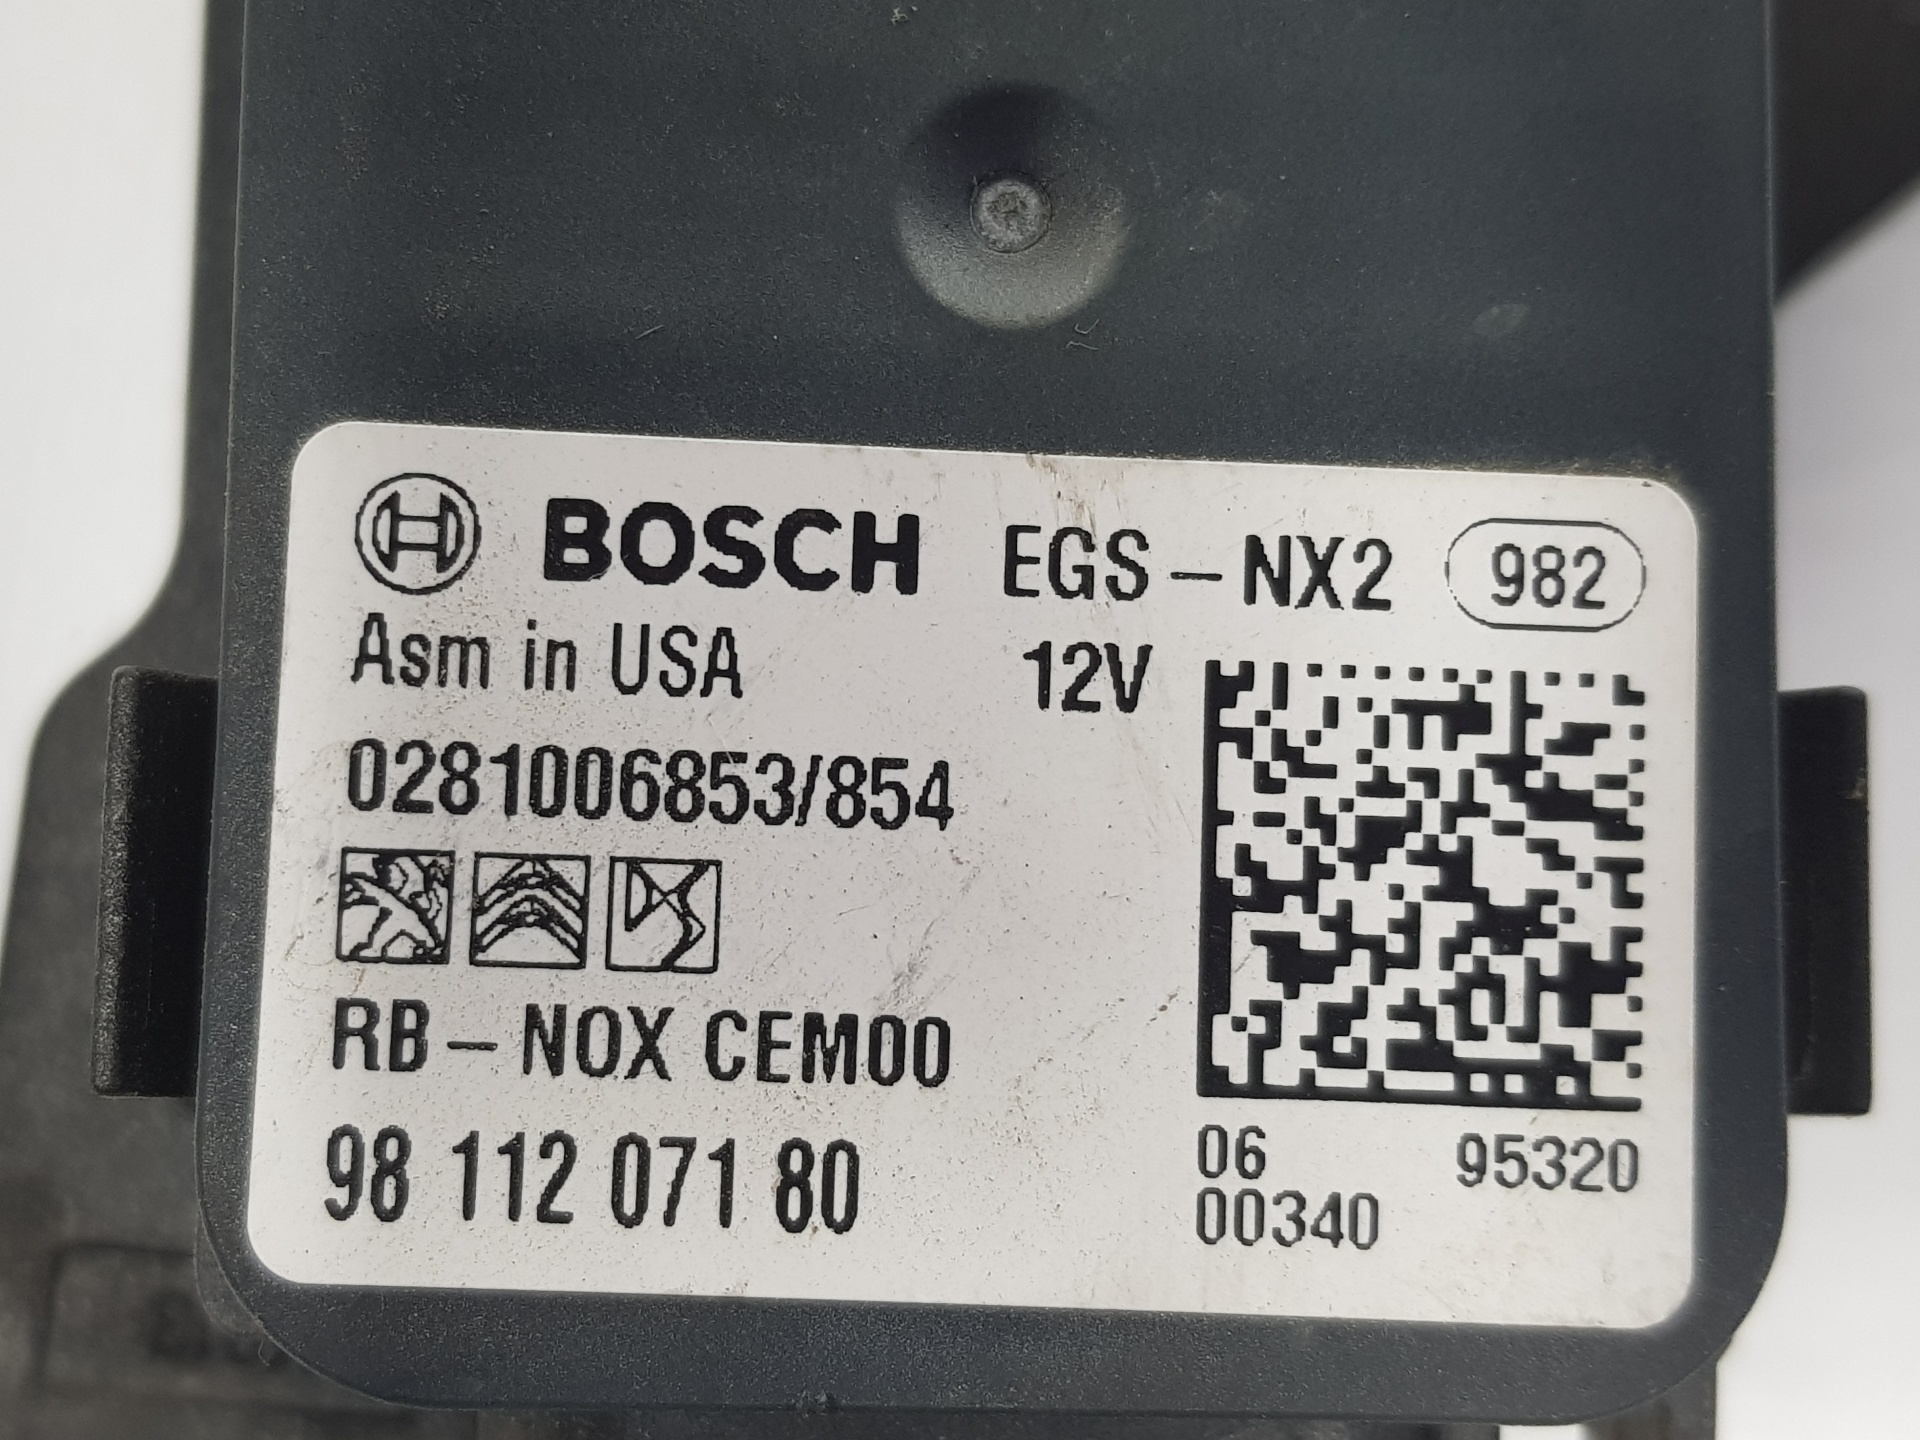 BOSCH EGS-NX2 982
Asm in USA 12V
0281006853/854
RB-NOX CEM00
98 112 071 80
06 95320
00340